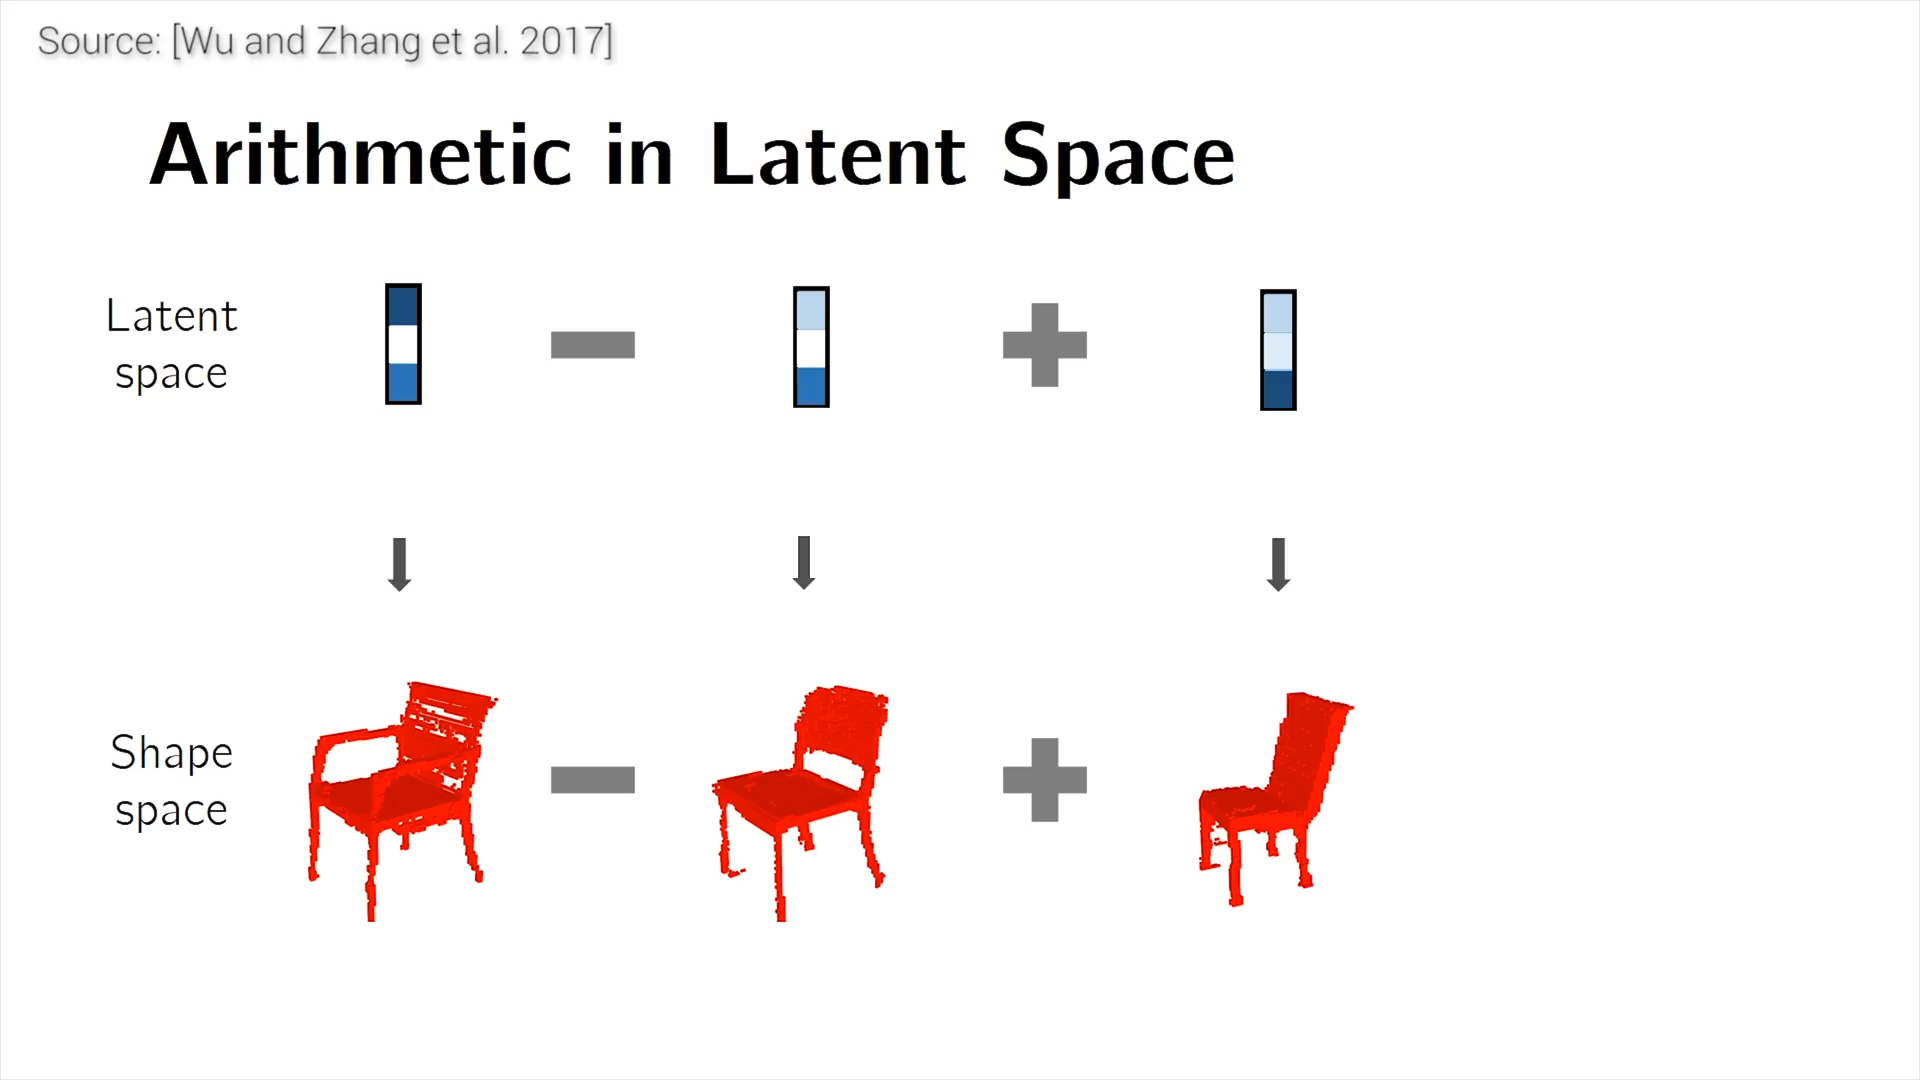 Source: [Wu and Zhang et al. 2017]
Arithmetic in Latent Space
Latent
space
Shape
space